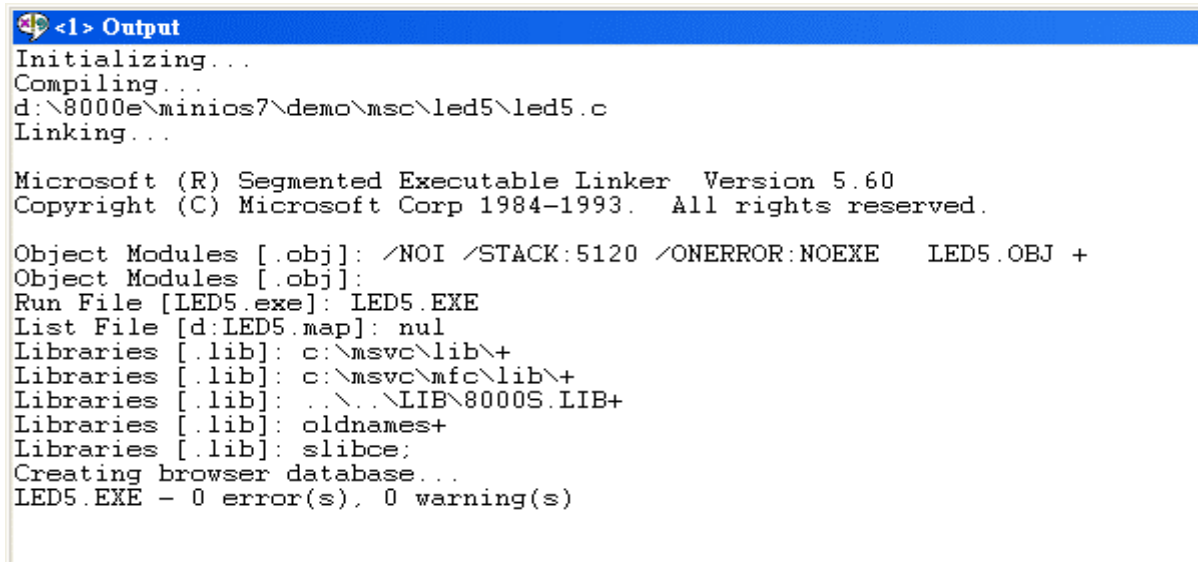 <1> Output
Initializing...
Compiling...
d:\8000e\minios7\demo\msc\led5\led5.c
Linking...
Microsoft (R) Segmented Executable Linker  Version 5.60
Copyright (C) Microsoft Corp 1984-1993.  All rights reserved.
Object Modules [.obj]: /NOI /STACK:5120 /ONERROR:NOEXE   LED5.OBJ +
Object Modules [.obj]:
Run File [LED5.exe]: LED5.EXE
List File [d:LED5.map]: nul
Libraries [.lib]: c:\msvc\lib\+
Libraries [.lib]: c:\msvc\mfc\lib\+
Libraries [.lib]: ..\..\LIB\8000S.LIB+
Libraries [.lib]: oldnames+
Libraries [.lib]: slibce;
Creating browser database...
LED5.EXE - 0 error(s), 0 warning(s)